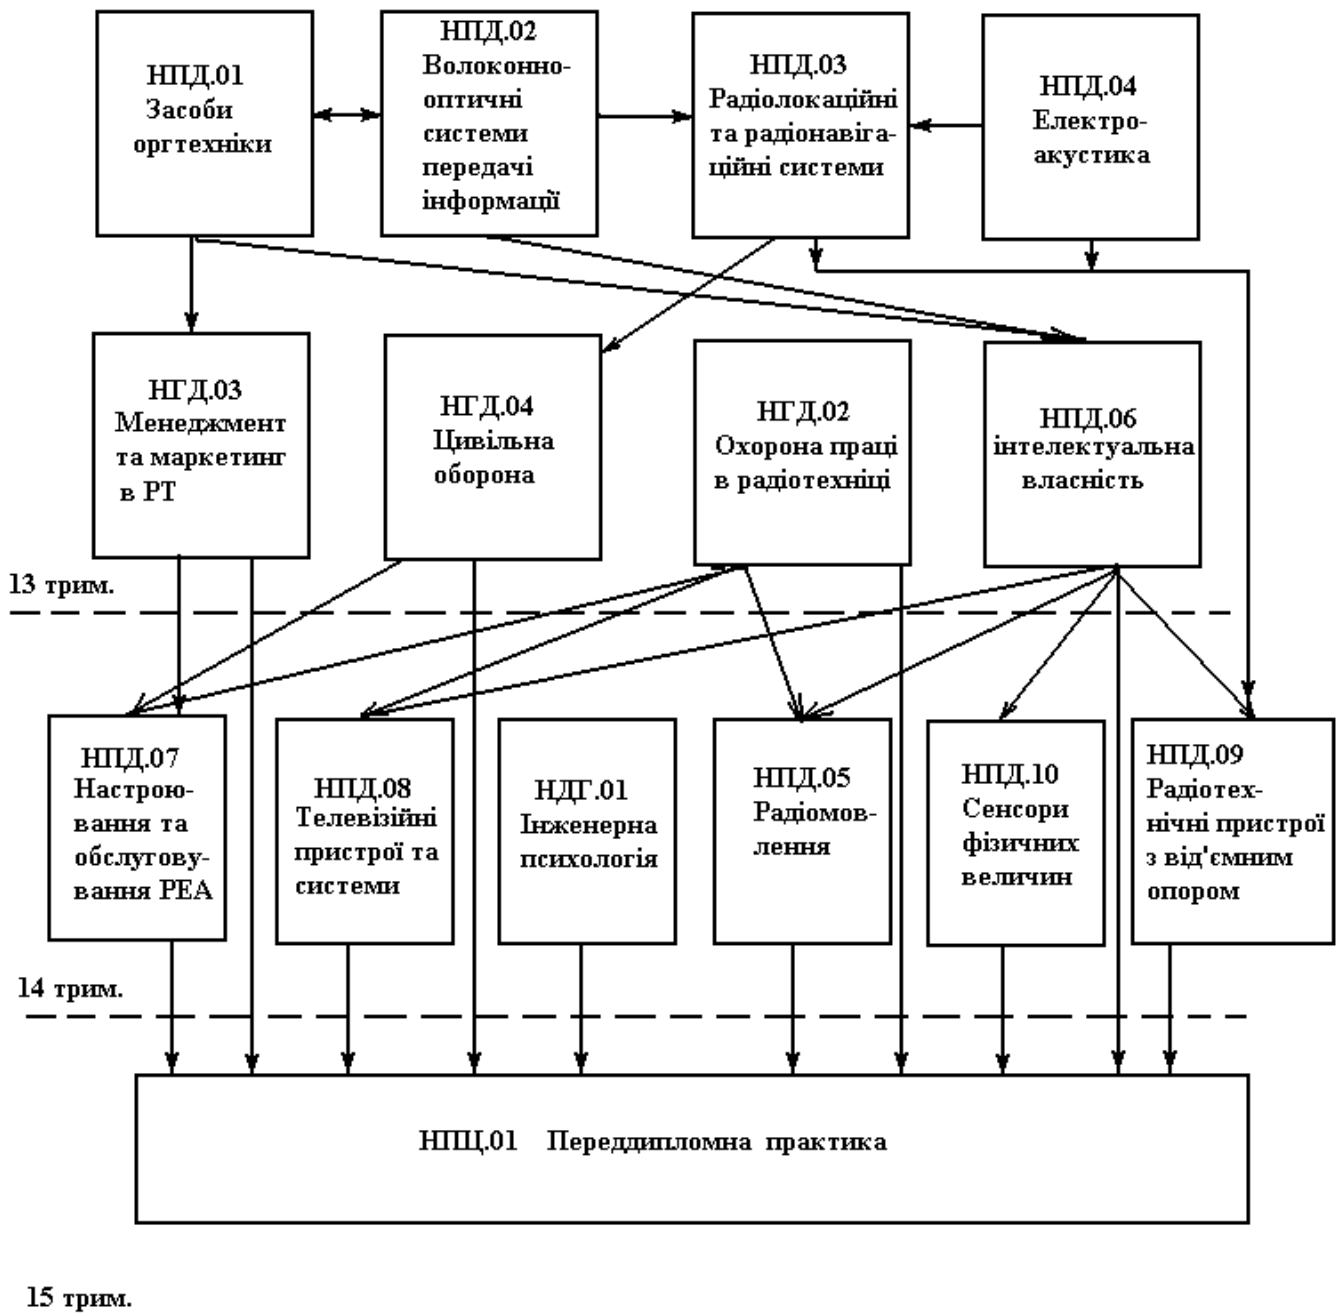 НПД.01
Засоби
оргтехніки
НПД.02
Волоконно-
оптичні
системи
передачі
інформації
НПД.03
Радіолокаційні
та радіонавіга-
ційні системи
НПД.04
Електро-
акустика
НГД.03
Менеджмент
та маркетинг
в РТ
НГД.04
Цивільна
оборона
НГД.02
Охорона праці
в радіотехніці
НПД.06
інтелектуальна
власність
13 трим.
НПД.07
Настрою-
вання та
обслугову-
вання РЕА
НПД.08
Телевізійні
пристрої та
системи
НДГ.01
Інженерна
психологія
НПД.05
Радіомов-
лення
НПД.10
Сенсори
фізичних
величин
НПД.09
Радіотех-
нічні пристрої
з від'ємним
опором
14 трим.
НПЦ.01 Переддипломна практика
15 трим.